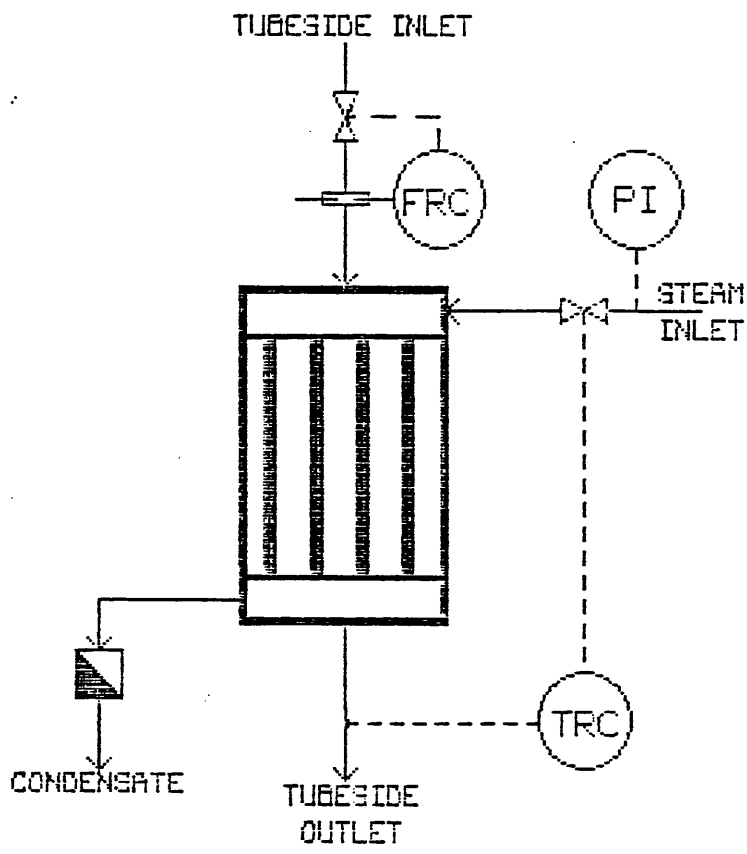 TUBESIDE INLET
FRC
PI
STEAM
INLET
TRC
CONDENSATE
TUBESIDE
OUTLET